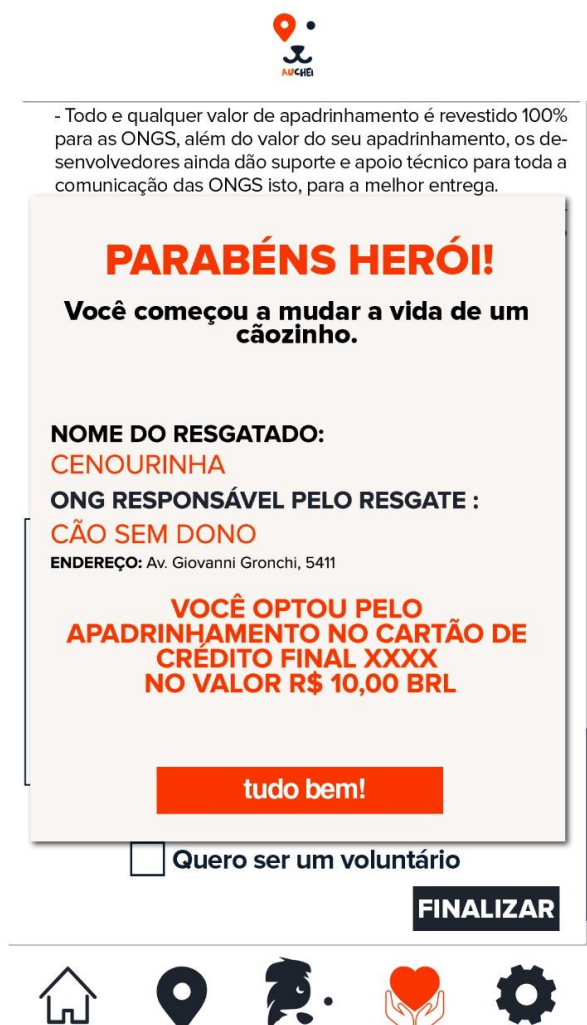 AUCHEI
- Todo e qualquer valor de apadrinhamento é revestido 100%
para as ONGS, além do valor do seu apadrinhamento, os de-
senvolvedores ainda dão suporte e apoio técnico para toda a
comunicação das ONGS isto, para a melhor entrega.
PARABÉNS HERÓI!
Você começou a mudar a vida de um
cãozinho.
NOME DO RESGATADO:
CENOURINHA
ONG RESPONSÁVEL PELO RESGATE :
CÃO SEM DONO
ENDEREÇO: Av. Giovanni Gronchi, 5411
VOCÊ OPTOU PELO
APADRINHAMENTO NO CARTÃO DE
CRÉDITO FINAL XXXX
NO VALOR R$ 10,00 BRL
tudo bem!
Quero ser um voluntário
FINALIZAR